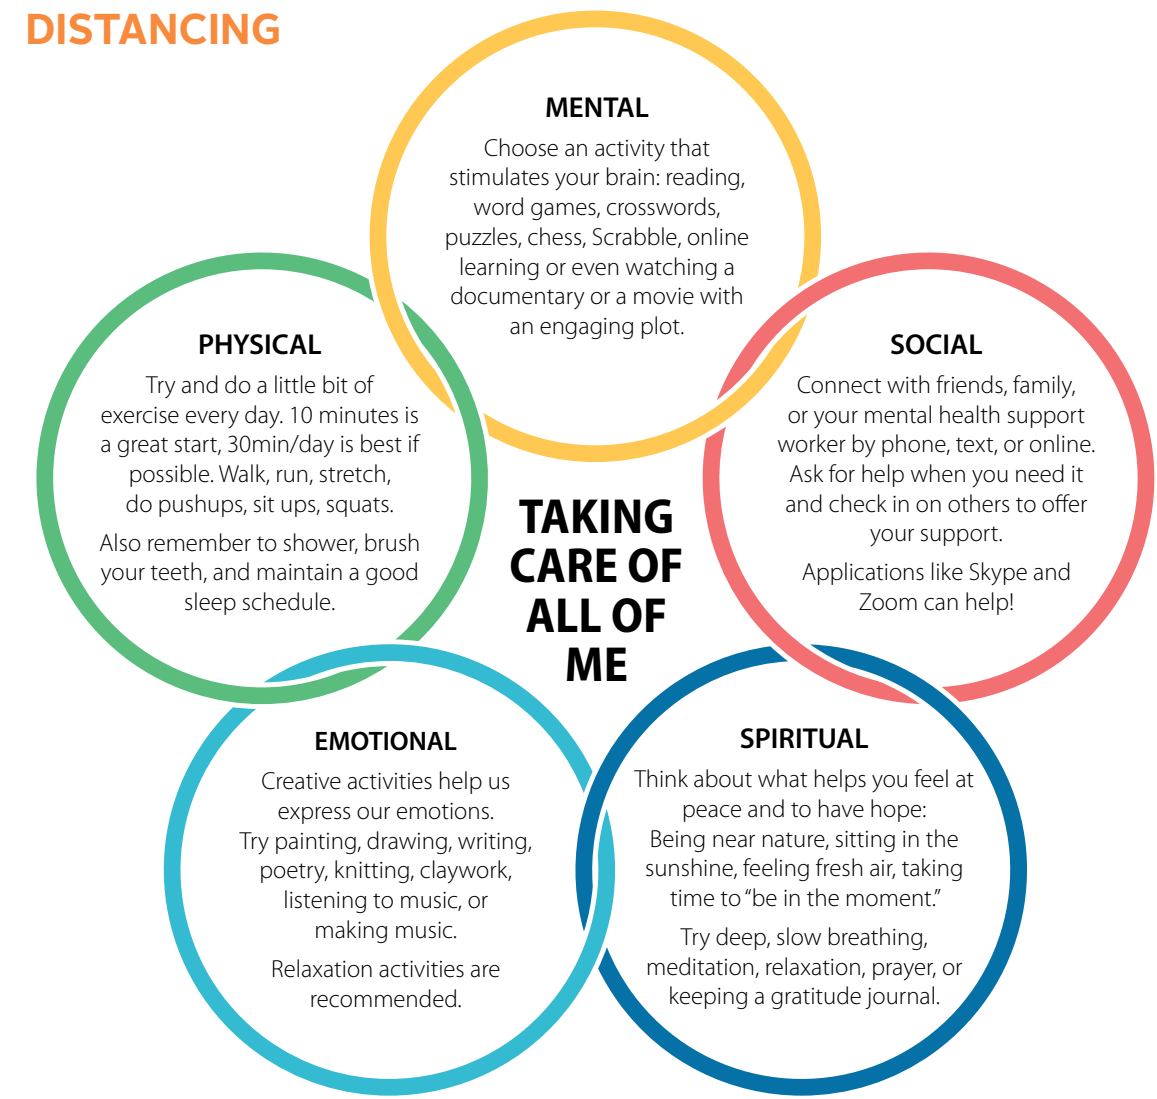 DISTANCING
MENTAL
Choose an activity that
stimulates your brain: reading,
word games, crosswords,
puzzles, chess, Scrabble, online
learning or even watching a
documentary or a movie with
an engaging plot.
PHYSICAL
Try and do a little bit of
exercise every day. 10 minutes is
a great start, 30min/day is best if
possible. Walk, run, stretch,
do pushups, sit ups, squats.
Also remember to shower, brush
your teeth, and maintain a good
sleep schedule.
SOCIAL
Connect with friends, family,
or your mental health support
worker by phone, text, or online.
Ask for help when you need it
and check in on others to offer
your support.
Applications like Skype and
Zoom can help!
TAKING
CARE OF
ALL OF
ME
EMOTIONAL
Creative activities help us
express our emotions.
Try painting, drawing, writing,
poetry, knitting, claywork,
listening to music, or
making music.
Relaxation activities are
recommended.
SPIRITUAL
Think about what helps you feel at
peace and to have hope:
Being near nature, sitting in the
sunshine, feeling fresh air, taking
time to “be in the moment.”
Try deep, slow breathing,
meditation, relaxation, prayer, or
keeping a gratitude journal.